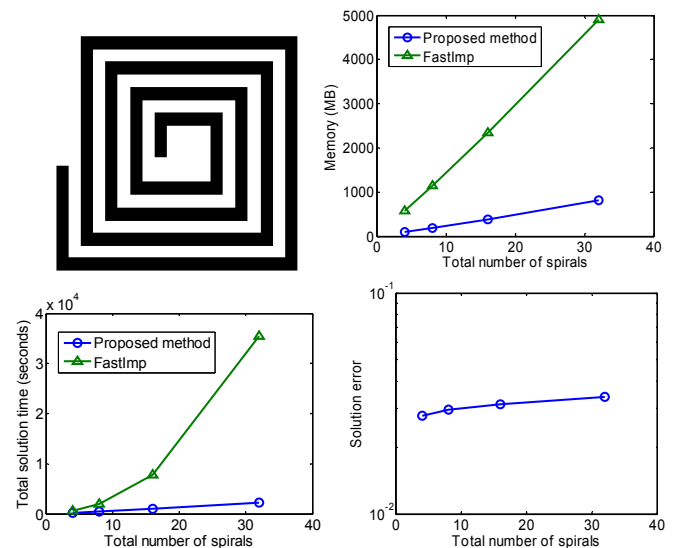 5000
4000
3000
2000
1000
0
Memory (MB)
Proposed method
FastImp
0 10 20 30 40
Total number of spirals
x 10^4
4
3
2
1
0
Total solution time (seconds)
Proposed method
FastImp
0 10 20 30 40
Total number of spirals
10^-1
10^-2
Solution error
0 10 20 30 40
Total number of spirals